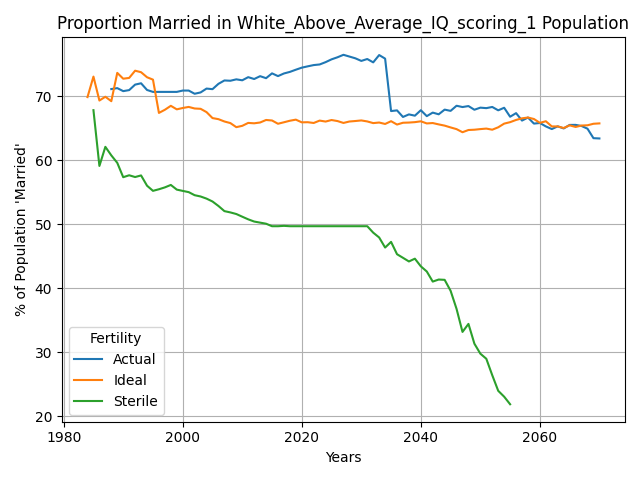 Proportion Married in White_Above_Average_IQ_scoring_1 Population
% of Population 'Married'
70
60
50
40
30
20
Fertility
Actual
Ideal
Sterile
1980
2000
2020
2040
2060
Years